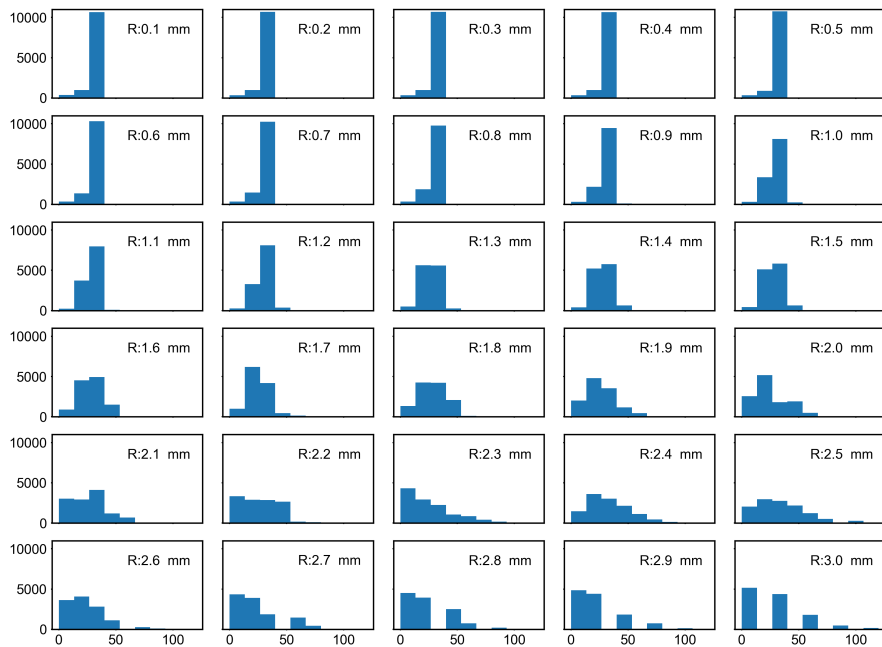 10000
5000
0
R:0.1 mm
R:0.2 mm
R:0.3 mm
R:0.4 mm
R:0.5 mm
10000
5000
0
R:0.6 mm
R:0.7 mm
R:0.8 mm
R:0.9 mm
R:1.0 mm
10000
5000
0
R:1.1 mm
R:1.2 mm
R:1.3 mm
R:1.4 mm
R:1.5 mm
10000
5000
0
R:1.6 mm
R:1.7 mm
R:1.8 mm
R:1.9 mm
R:2.0 mm
10000
5000
0
R:2.1 mm
R:2.2 mm
R:2.3 mm
R:2.4 mm
R:2.5 mm
10000
5000
0
R:2.6 mm
R:2.7 mm
R:2.8 mm
R:2.9 mm
R:3.0 mm
0 50 100
0 50 100
0 50 100
0 50 100
0 50 100